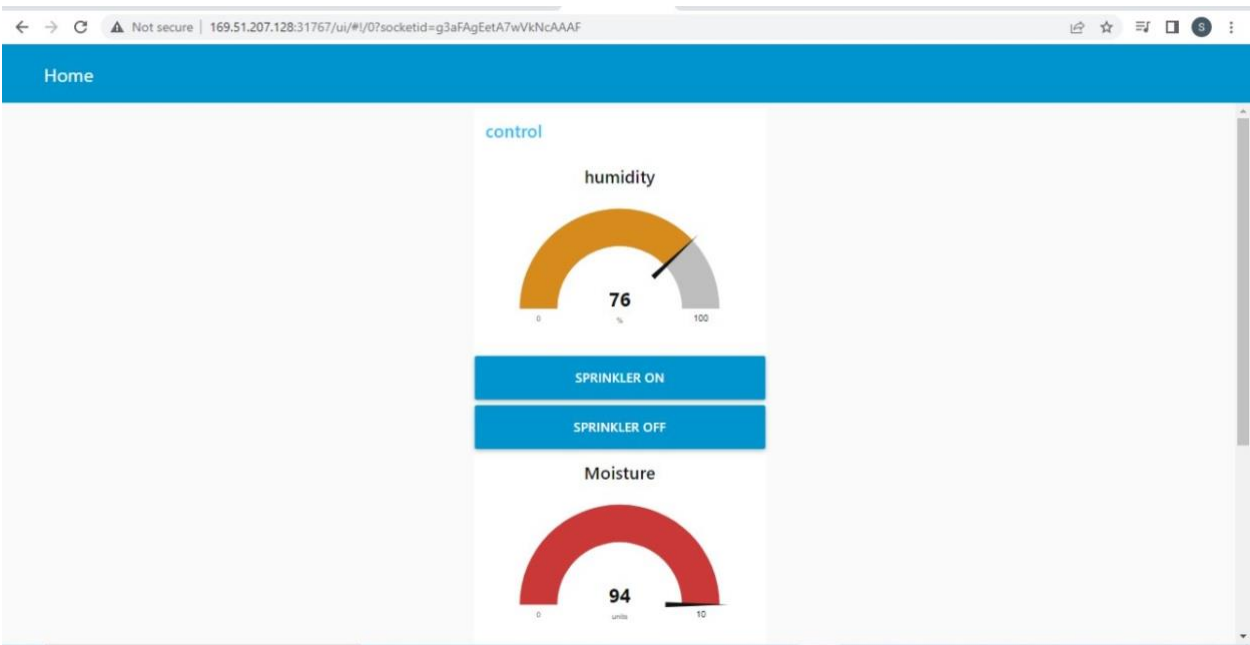 Not secure | 169.51.207.128:31767/ui/#!/0?socketid=g3aFAgEetA7wVkNcAAAF
S
Home
control
humidity
76
0 % 100
SPRINKLER ON
SPRINKLER OFF
Moisture
94
0 units 10